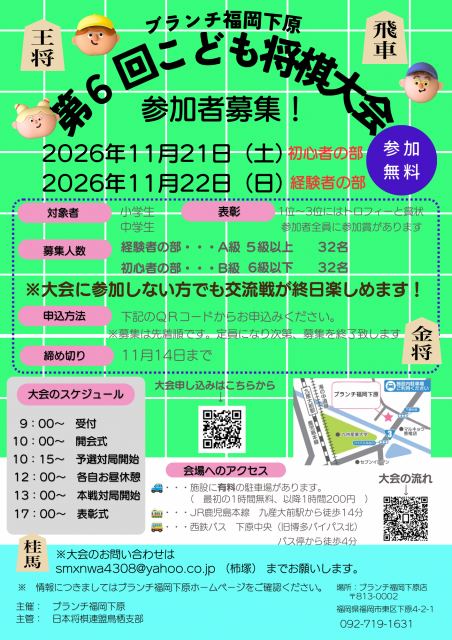 王将
飛車
ブランチ福岡下原
第6回こども将棋大会
参加者募集！
2026年11月21日（土）初心者の部
2026年11月22日（日）経験者の部
参加
無料
対象者
小学生
中学生
表彰
1位～3位にはトロフィーと賞状
参加者全員に参加賞があります
募集人数
経験者の部・・・A級 5級以上 32名
初心者の部・・・B級 6級以下 32名
※大会に参加しない方でも交流戦が終日楽しめます！
申込方法
下記のQRコードからお申込みください。
※募集は先着順です。定員になり次第、募集を終了致します
締め切り
11月14日まで
金将
大会のスケジュール
9：00～ 受付
10：00～ 開会式
10：15～ 予選対局開始
12：00～ 各自お昼休憩
13：00～ 本戦対局開始
17：00～ 表彰式
大会申し込みはこちらから
ブランチ福岡下原
九州産業大学
マルキョウ
セブンイレブン
3
会場へのアクセス
・・・施設に有料の駐車場があります。
（ 最初の1時間無料、以降1時間200円 ）
・・・JR鹿児島本線 九産大前駅から徒歩14分
・・・西鉄バス 下原中央（旧博多バイパス北）
バス停から徒歩4分
大会の流れ
桂馬
※大会のお問い合わせは
smxnwa4308@yahoo.co.jp （柿塚） までお願いします。
※ 情報につきましてはブランチ福岡下原ホームページをご確認ください。
主催： ブランチ福岡下原
主管： 日本将棋連盟鳥栖支部
場所：ブランチ福岡下原店
〒813-0002
福岡県福岡市東区下原4-2-1
092-719-1631